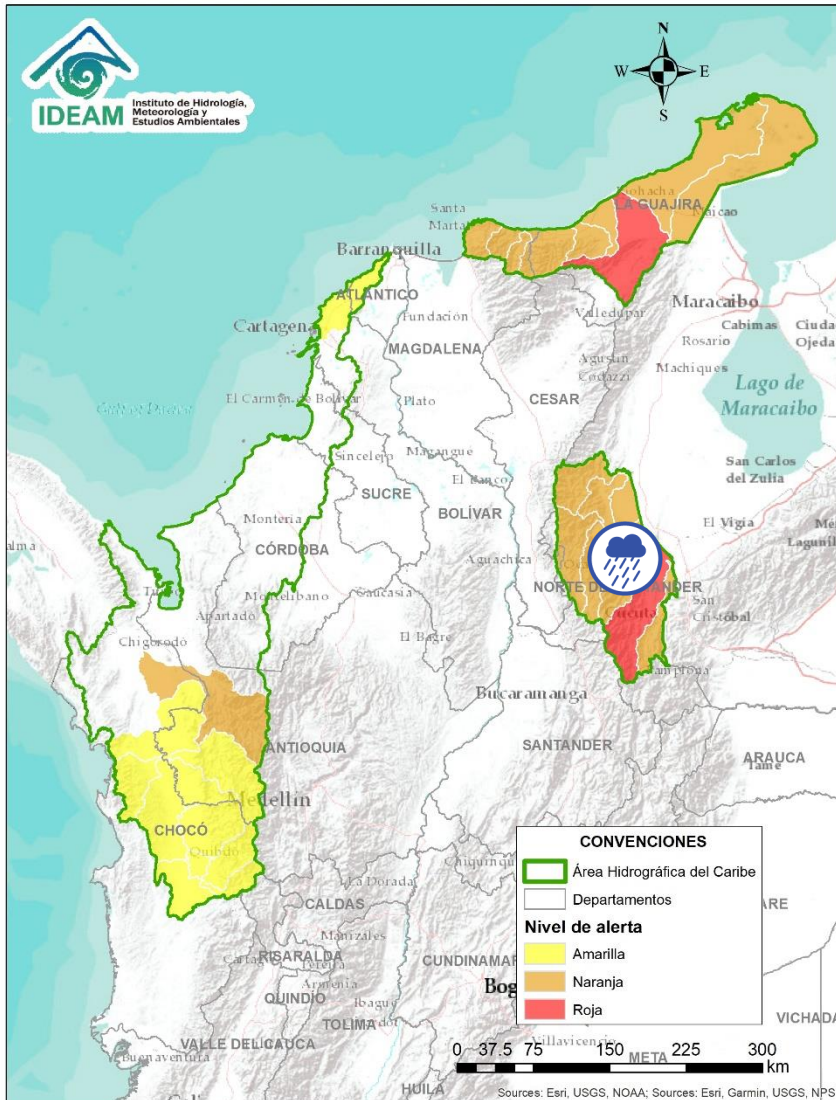 IDEAM
Instituto de Hidrología,
Meteorología y
Estudios Ambientales
N
W
E
S
LA GUAJIRA
Maicao
Santa
Marta
Barranquilla
ATLÁNTICO
Cartagena
Fundación
Valledupar
Maracaibo
Cabimas
Ciudad
Ojeda
Rosario
MAGDALENA
Agustín
Codazzi
Machiques
Lago de
Maracaibo
El Carmen de Bolívar
Plato
CESAR
Sincelejo
Magangué
San Carlos
del Zulia
SUCRE
El Banco
BOLÍVAR
El Vigía
Montería
CÓRDOBA
Aguachica
NORTE DE SANTANDER
San
Cristóbal
Cúcuta
Montelíbano
Caucasia
Apartadó
El Bagre
Chigorodó
Pamplona
Bucaramanga
ANTIOQUIA
SANTANDER
ARAUCA
Tame
Medellín
CHOCÓ
Quibdó
La Dorada
CALDAS
Manizales
RISARALDA
Pereira
Armenia
QUINDÍO
Ibagué
TOLIMA
CUNDINAMAR
Bog
VALLE DEL CAUCA
Buenaventura
HUILA
Villavicencio
META
VICHADA
CONVENCIONES
Área Hidrográfica del Caribe
Departamentos
Nivel de alerta
Amarilla
Naranja
Roja
0 37.5 75 150 225 300
km
Sources: Esri, USGS, NOAA; Sources: Esri, Garmin, USGS, NPS